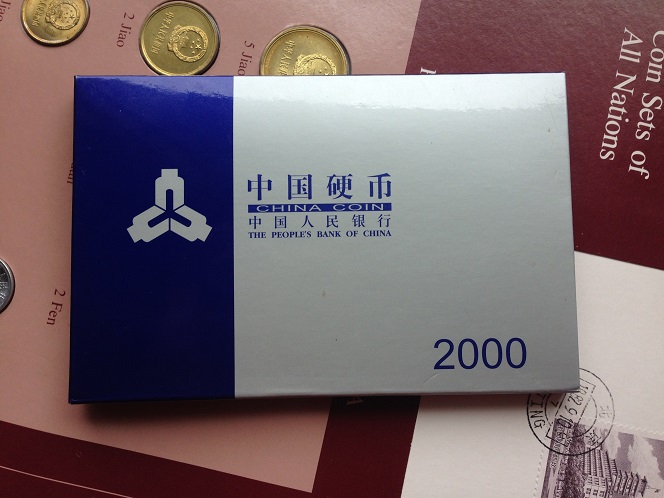 2 Jiao
5 Jiao
Coin Sets of
All Nations
中国硬币
CHINA COIN
中国人民银行
THE PEOPLE'S BANK OF CHINA
2 Fen
2000